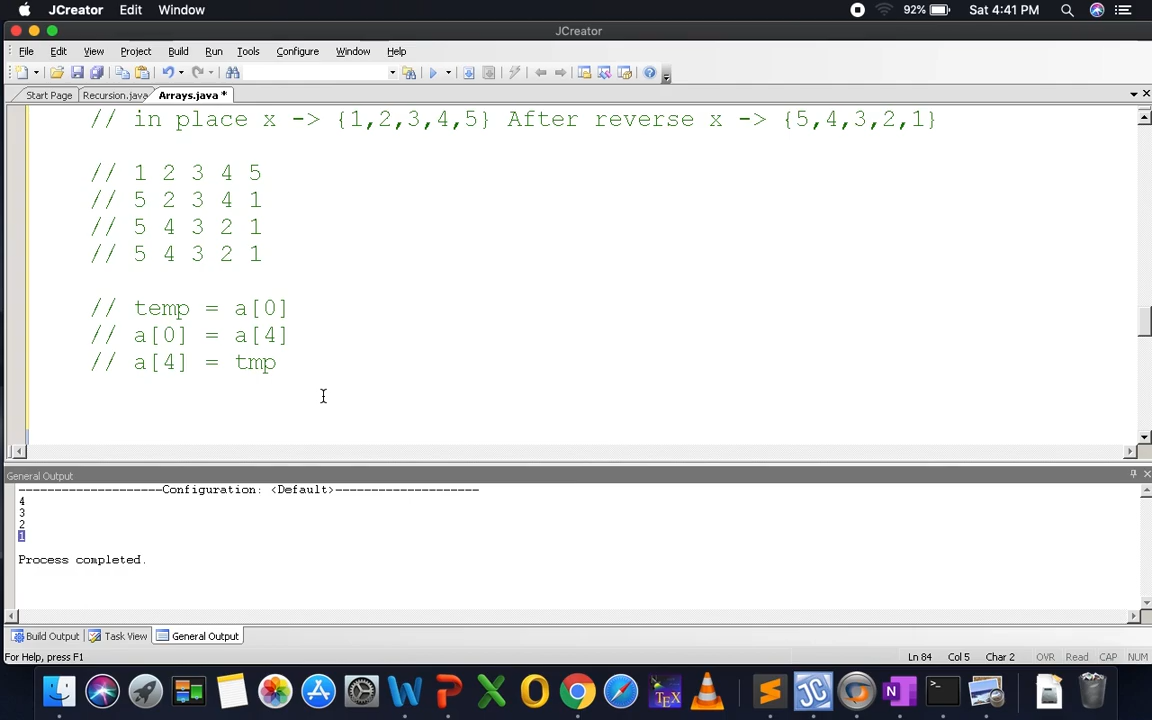 JCreator Edit Window 92% Sat 4:41 PM
JCreator
File Edit View Project Build Run Tools Configure Window Help
Start Page Recursion.java Arrays.java *
// in place x -> {1,2,3,4,5} After reverse x -> {5,4,3,2,1}
// 1 2 3 4 5
// 5 2 3 4 1
// 5 4 3 2 1
// 5 4 3 2 1
// temp = a[0]
// a[0] = a[4]
// a[4] = tmp
General Output
--------------------Configuration: <Default>--------------------
4
3
2
1
Process completed.
Build Output Task View General Output
For Help, press F1 Ln 84 Col 5 Char 2 OVR Read CAP NUM